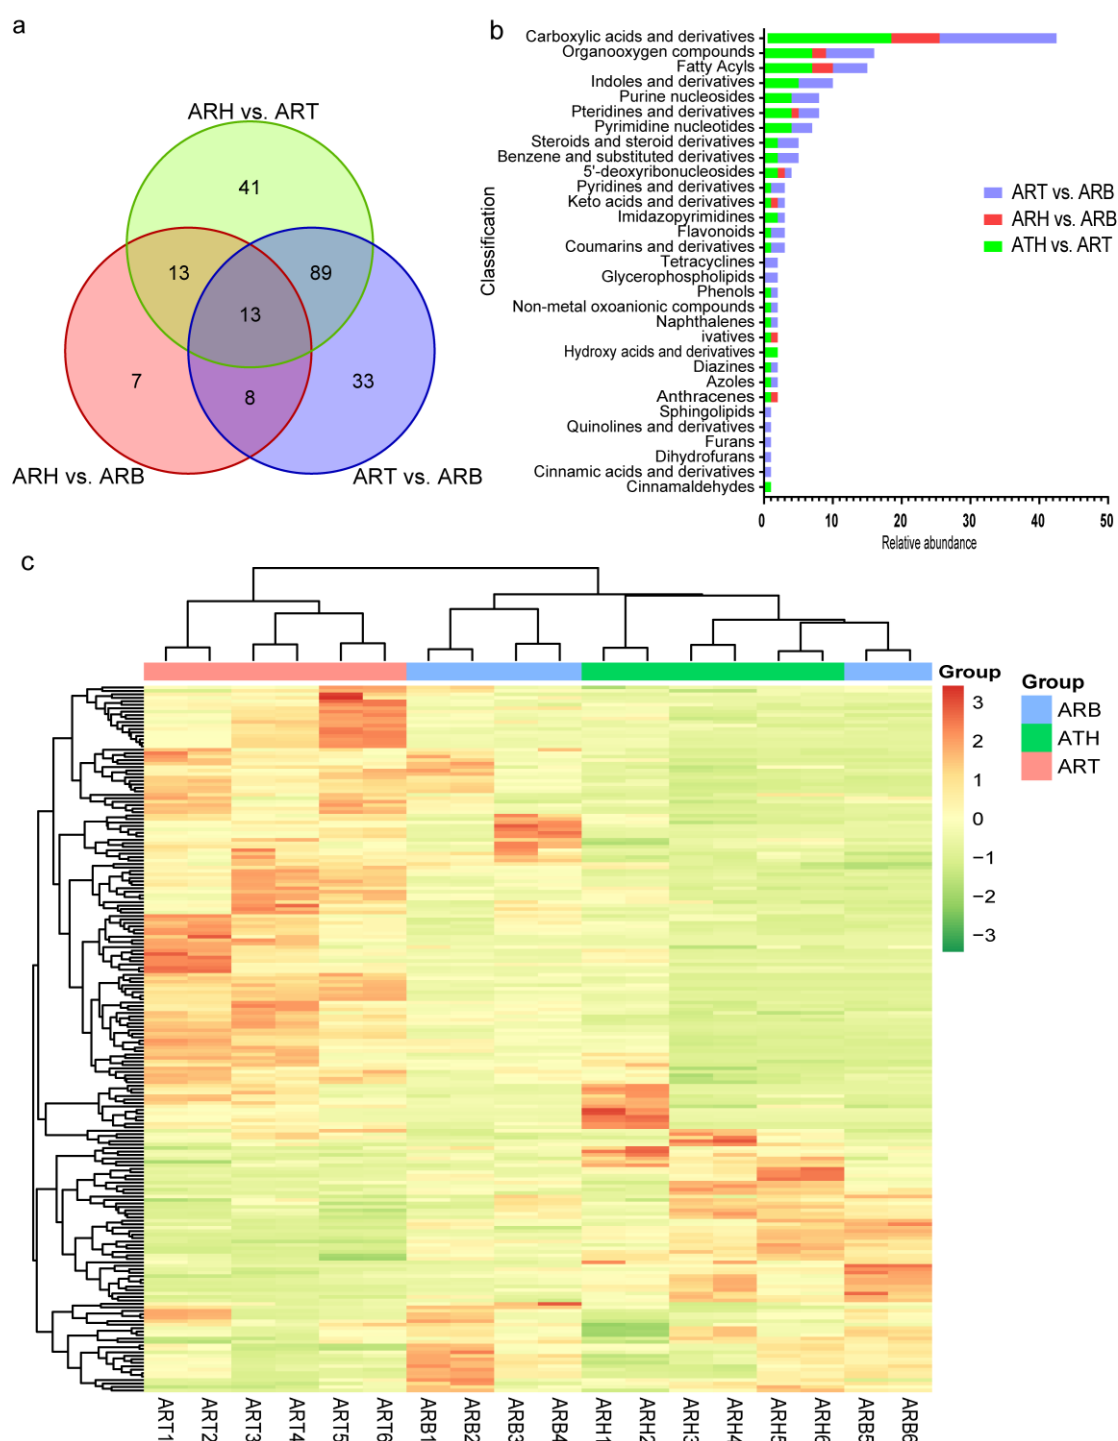 a
ARH vs. ART
41
13
89
13
7
8
33
ARH vs. ARB
ART vs. ARB
b
Classification
Carboxylic acids and derivatives
Organooxygen compounds
Fatty Acyls
Indoles and derivatives
Purine nucleosides
Pteridines and derivatives
Pyrimidine nucleotides
Steroids and steroid derivatives
Benzene and substituted derivatives
5'-deoxyribonucleosides
Pyridines and derivatives
Keto acids and derivatives
Imidazopyrimidines
Flavonoids
Coumarins and derivatives
Tetracyclines
Glycerophospholipids
Phenols
Non-metal oxoanionic compounds
Naphthalenes
ivatives
Hydroxy acids and derivatives
Diazines
Azoles
Anthracenes
Sphingolipids
Quinolines and derivatives
Furans
Dihydrofurans
Cinnamic acids and derivatives
Cinnamaldehydes
0 10 20 30 40 50
Relative abundance
ART vs. ARB
ARH vs. ARB
ATH vs. ART
c
Group
3
2
1
0
−1
−2
−3
Group
ARB
ATH
ART
ART1 ART2 ART3 ART4 ART5 ART6 ARB1 ARB2 ARB3 ARB4 ARH1 ARH2 ARH3 ARH4 ARH5 ARH6 ARB5 ARB6